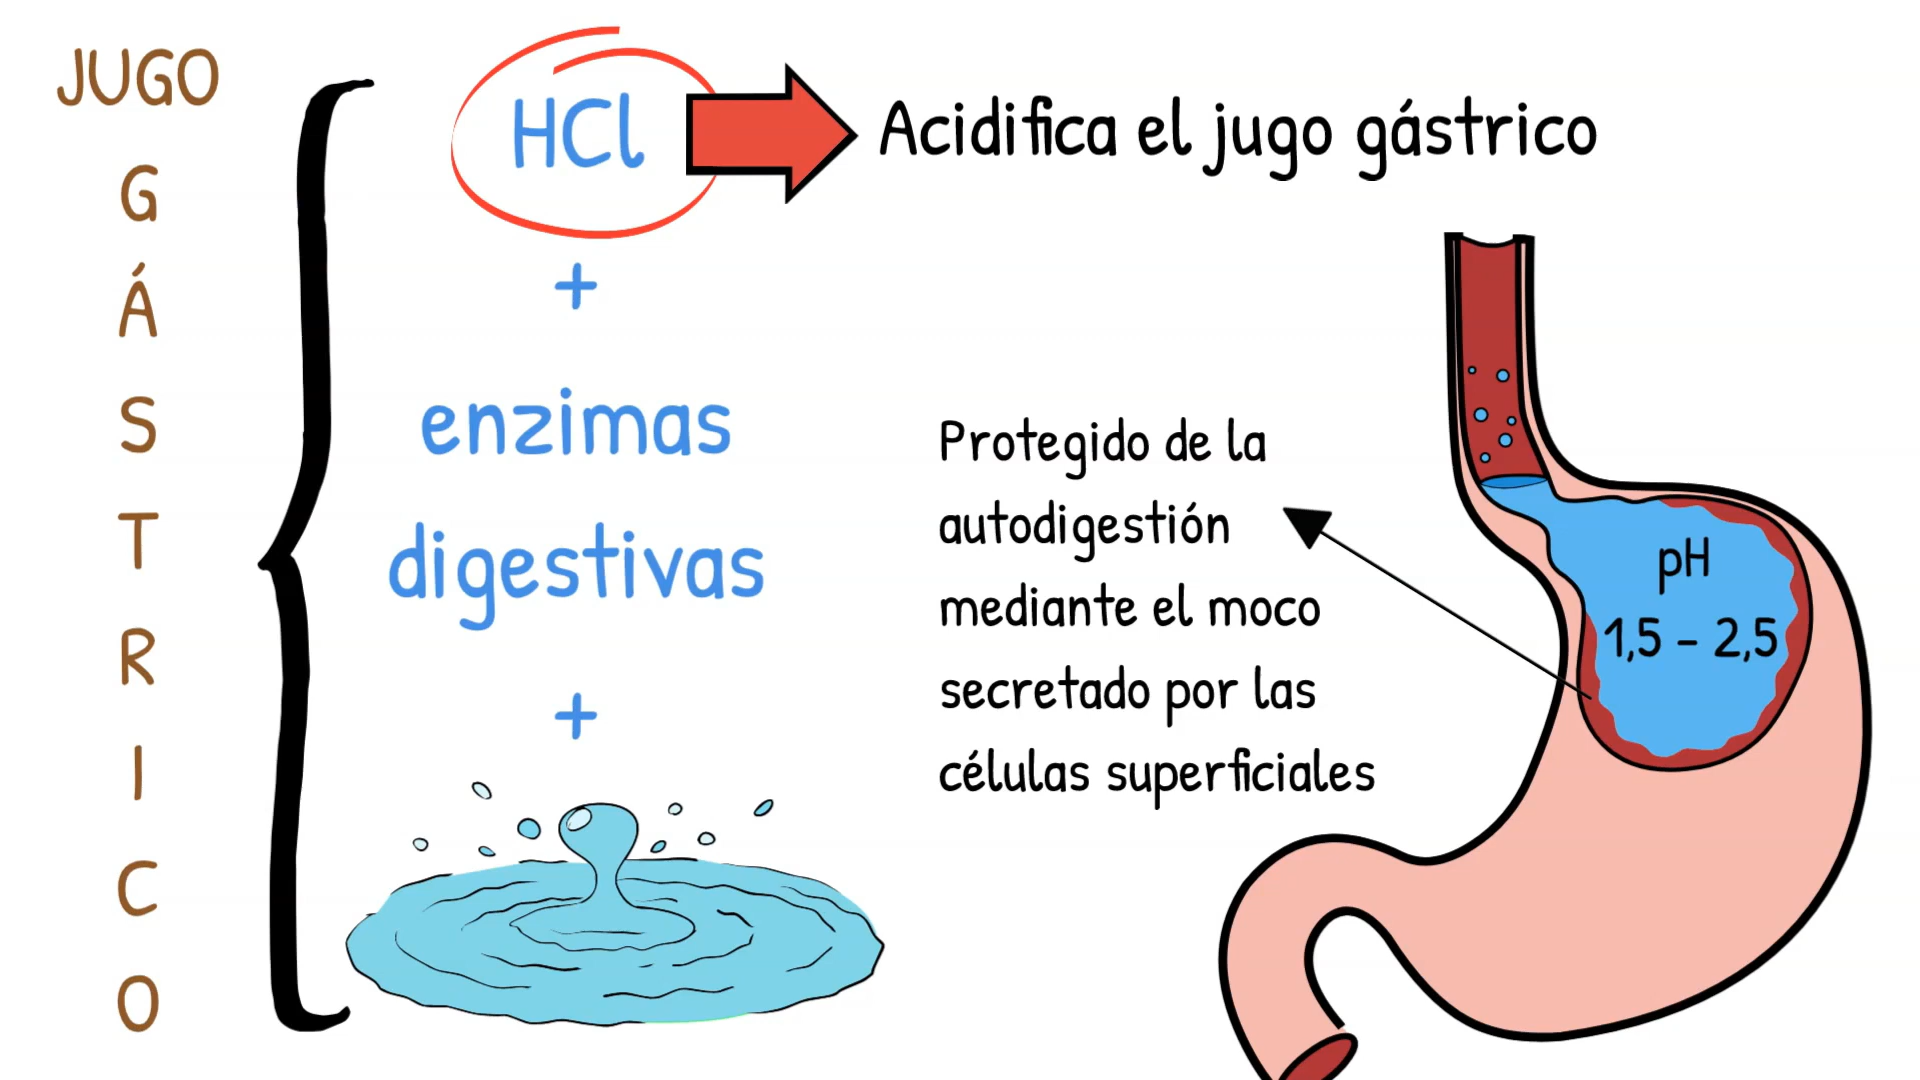 JUGO
G
Á
S
T
R
I
C
O
HCl
+
enzimas
digestivas
+
Acidifica el jugo gástrico
Protegido de la
autodigestión
mediante el moco
secretado por las
células superficiales
pH
1,5 - 2,5